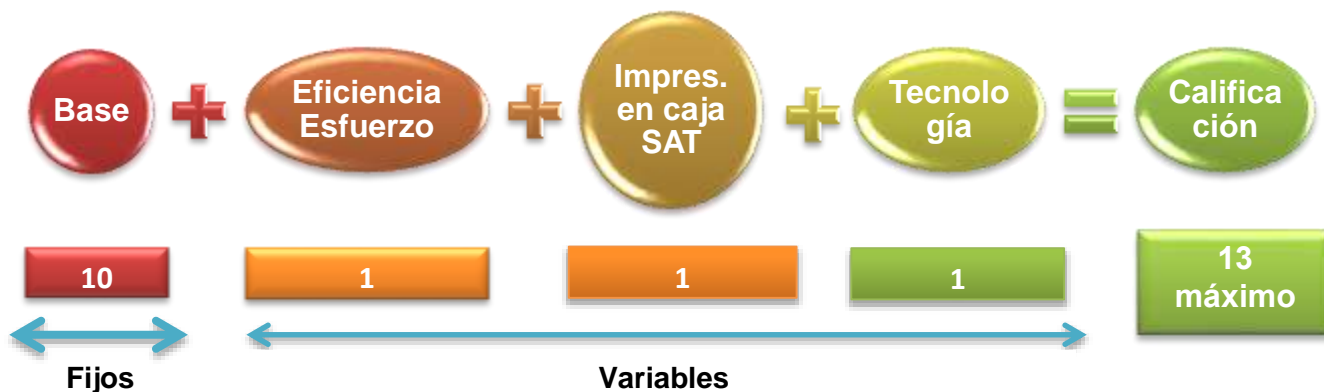 Base
+
Eficiencia
Esfuerzo
+
Impres.
en caja
SAT
+
Tecnolo
gía
=
Califica
ción
10
1
1
1
13
máximo
Fijos
Variables